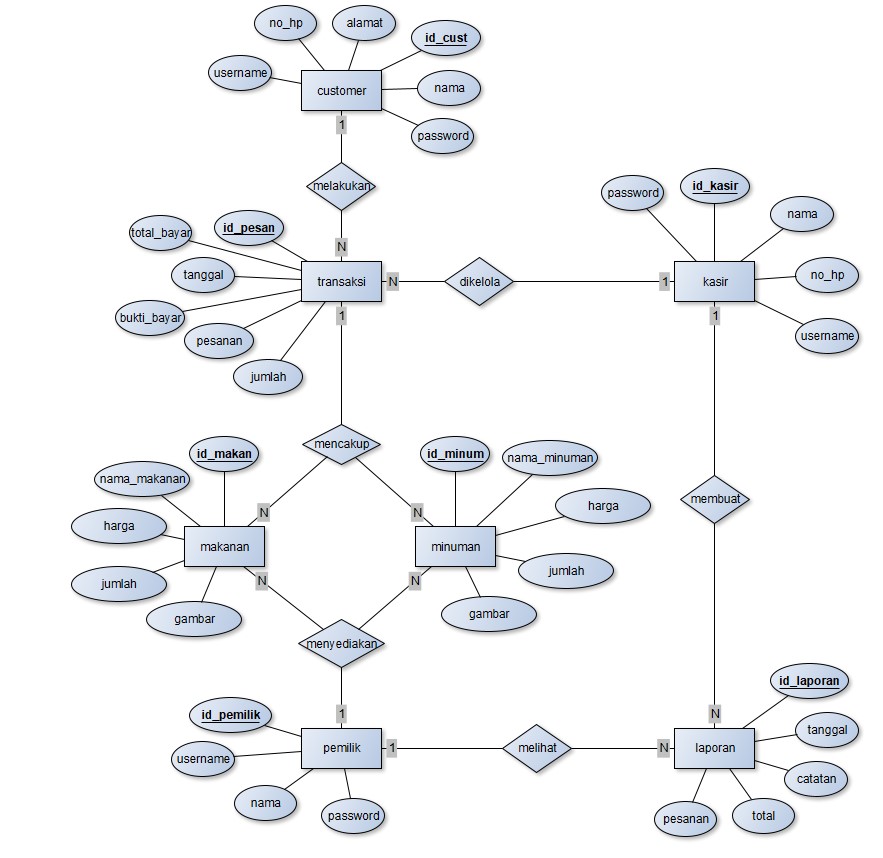 no_hp
alamat
id_cust
username
customer
nama
password
1
melakukan
N
id_pesan
total_bayar
tanggal
bukti_bayar
pesanan
jumlah
transaksi
N
dikelola
1
kasir
password
id_kasir
nama
no_hp
username
1
1
mencakup
N
N
id_makan
nama_makanan
harga
jumlah
gambar
makanan
N
id_minum
nama_minuman
harga
jumlah
gambar
minuman
N
membuat
N
menyediakan
1
id_pemilik
username
nama
password
pemilik
1
melihat
N
laporan
id_laporan
tanggal
catatan
total
pesanan